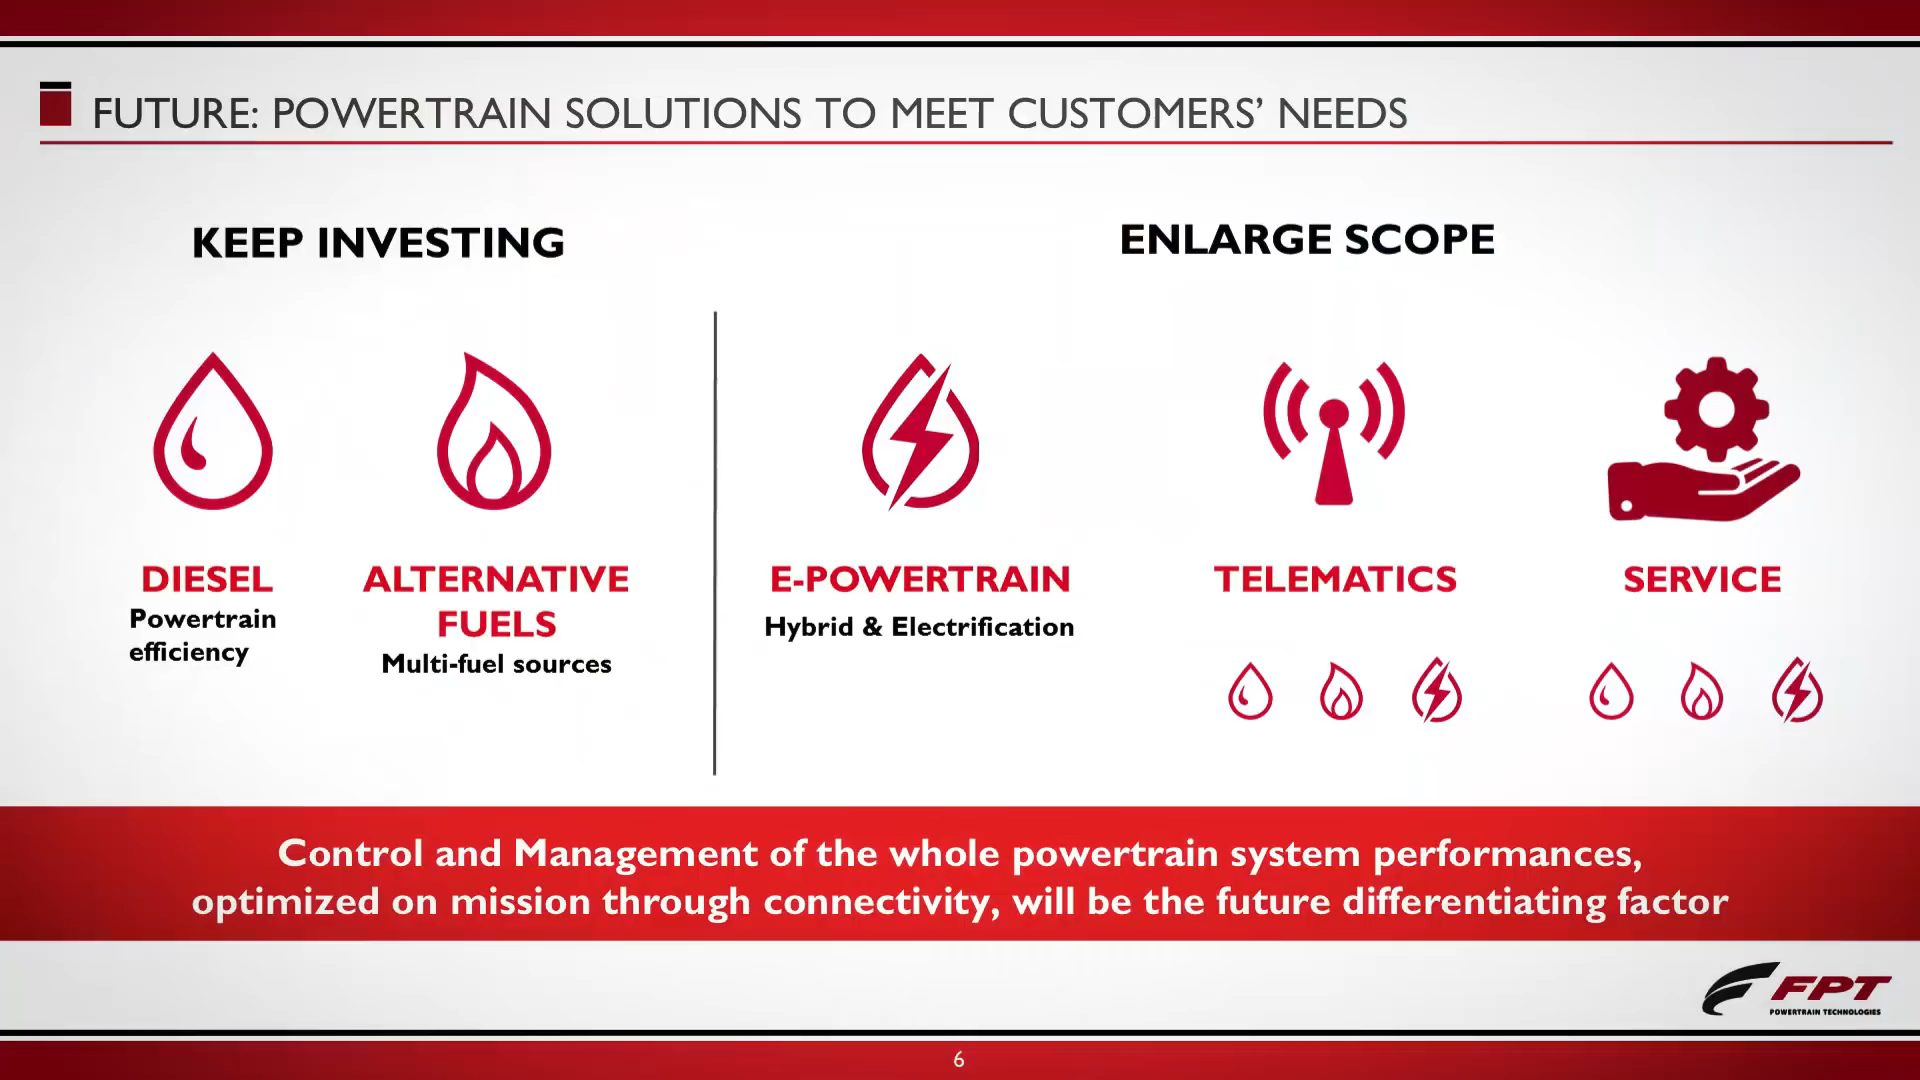 FUTURE: POWERTRAIN SOLUTIONS TO MEET CUSTOMERS’ NEEDS
KEEP INVESTING
ENLARGE SCOPE
DIESEL
Powertrain
efficiency
ALTERNATIVE
FUELS
Multi-fuel sources
E-POWERTRAIN
Hybrid & Electrification
TELEMATICS
SERVICE
Control and Management of the whole powertrain system performances,
optimized on mission through connectivity, will be the future differentiating factor
FPT
POWERTRAIN TECHNOLOGIES
6